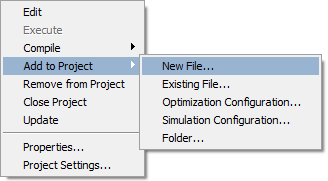 Edit
Execute
Compile
Add to Project
Remove from Project
Close Project
Update
Properties...
Project Settings...
New File...
Existing File...
Optimization Configuration...
Simulation Configuration...
Folder...